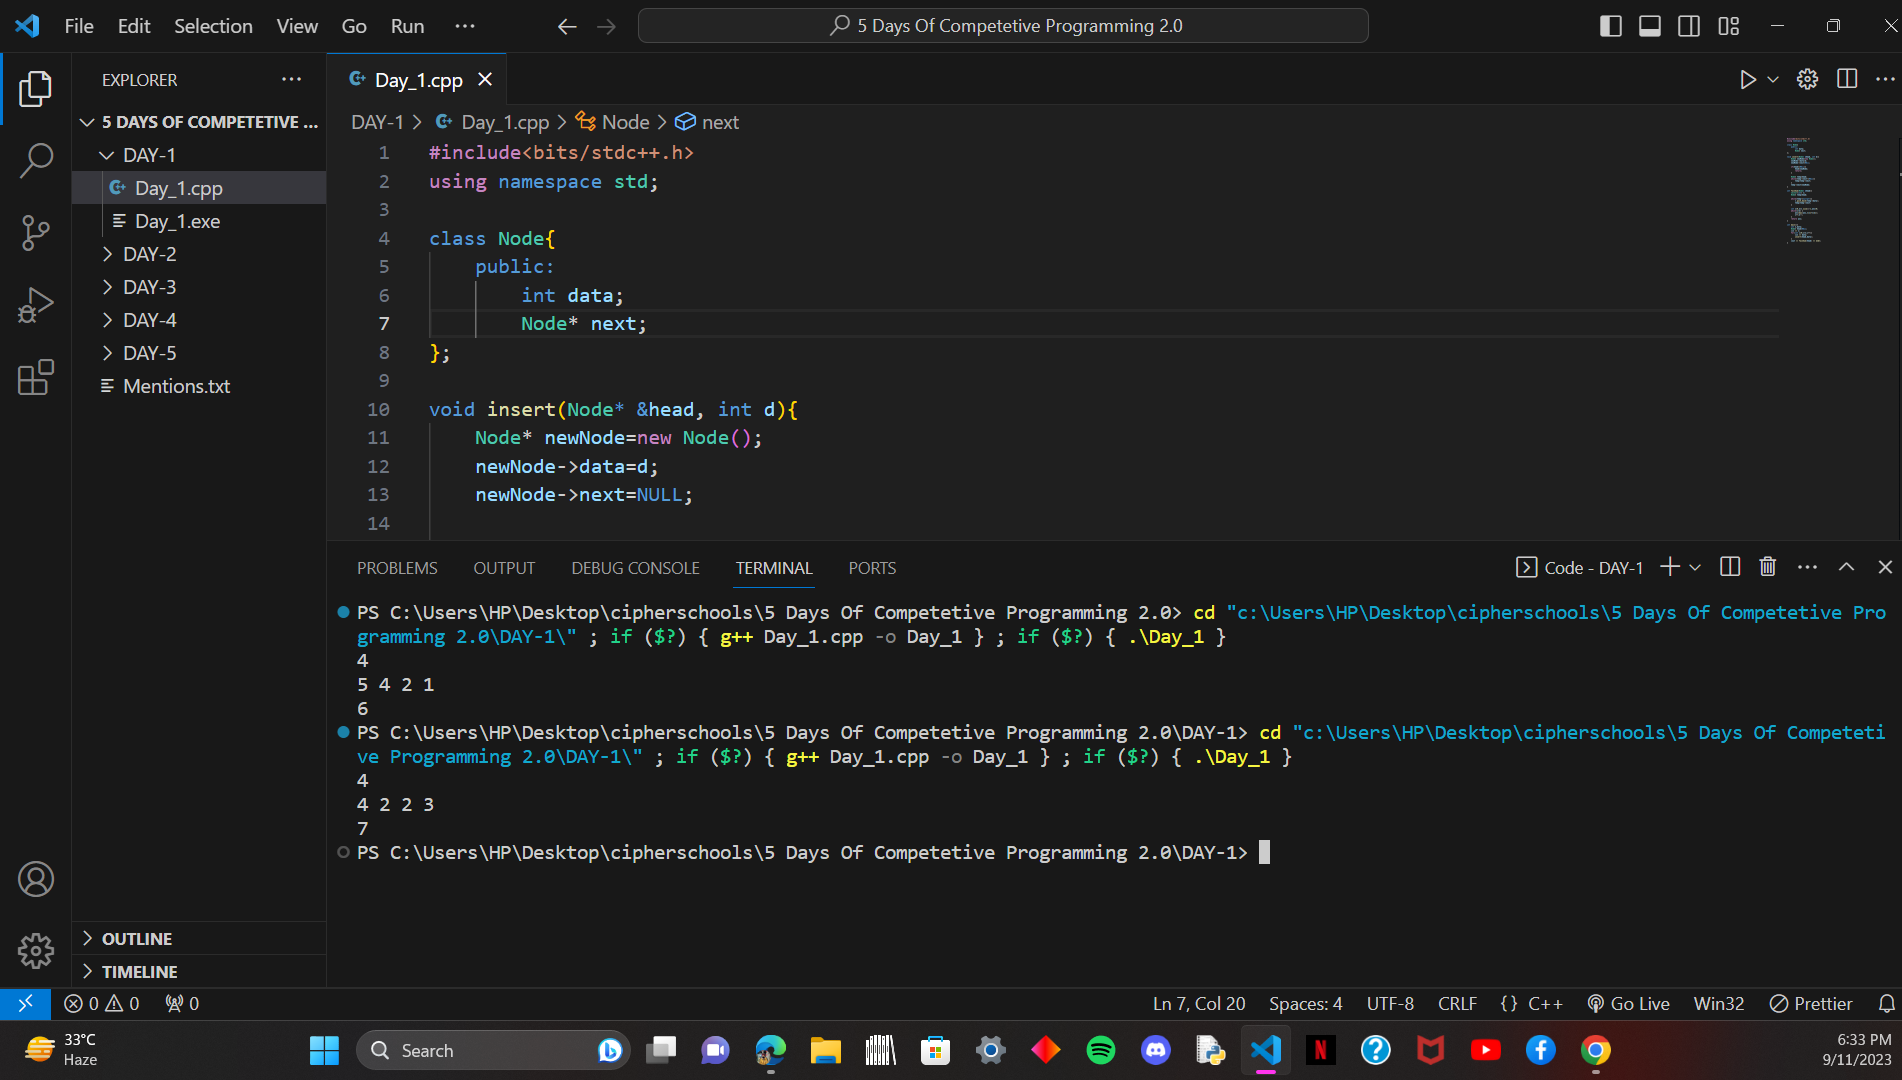 File Edit Selection View Go Run ···
5 Days Of Competetive Programming 2.0
EXPLORER
5 DAYS OF COMPETETIVE ...
DAY-1
Day_1.cpp
Day_1.exe
DAY-2
DAY-3
DAY-4
DAY-5
Mentions.txt
OUTLINE
TIMELINE
Day_1.cpp
DAY-1 > Day_1.cpp > Node > next
1 #include<bits/stdc++.h>
2 using namespace std;
3
4 class Node{
5 public:
6 int data;
7 Node* next;
8 };
9
10 void insert(Node* &head, int d){
11 Node* newNode=new Node();
12 newNode->data=d;
13 newNode->next=NULL;
14
PROBLEMS OUTPUT DEBUG CONSOLE TERMINAL PORTS
Code - DAY-1
PS C:\Users\HP\Desktop\cipherschools\5 Days Of Competetive Programming 2.0> cd "c:\Users\HP\Desktop\cipherschools\5 Days Of Competetive Pro
gramming 2.0\DAY-1\" ; if ($?) { g++ Day_1.cpp -o Day_1 } ; if ($?) { .\Day_1 }
4
5 4 2 1
6
PS C:\Users\HP\Desktop\cipherschools\5 Days Of Competetive Programming 2.0\DAY-1> cd "c:\Users\HP\Desktop\cipherschools\5 Days Of Competeti
ve Programming 2.0\DAY-1\" ; if ($?) { g++ Day_1.cpp -o Day_1 } ; if ($?) { .\Day_1 }
4
4 2 2 3
7
PS C:\Users\HP\Desktop\cipherschools\5 Days Of Competetive Programming 2.0\DAY-1>
0 0 0
Ln 7, Col 20 Spaces: 4 UTF-8 CRLF {} C++ Go Live Win32 Prettier
33°C
Haze
Search
6:33 PM
9/11/2023